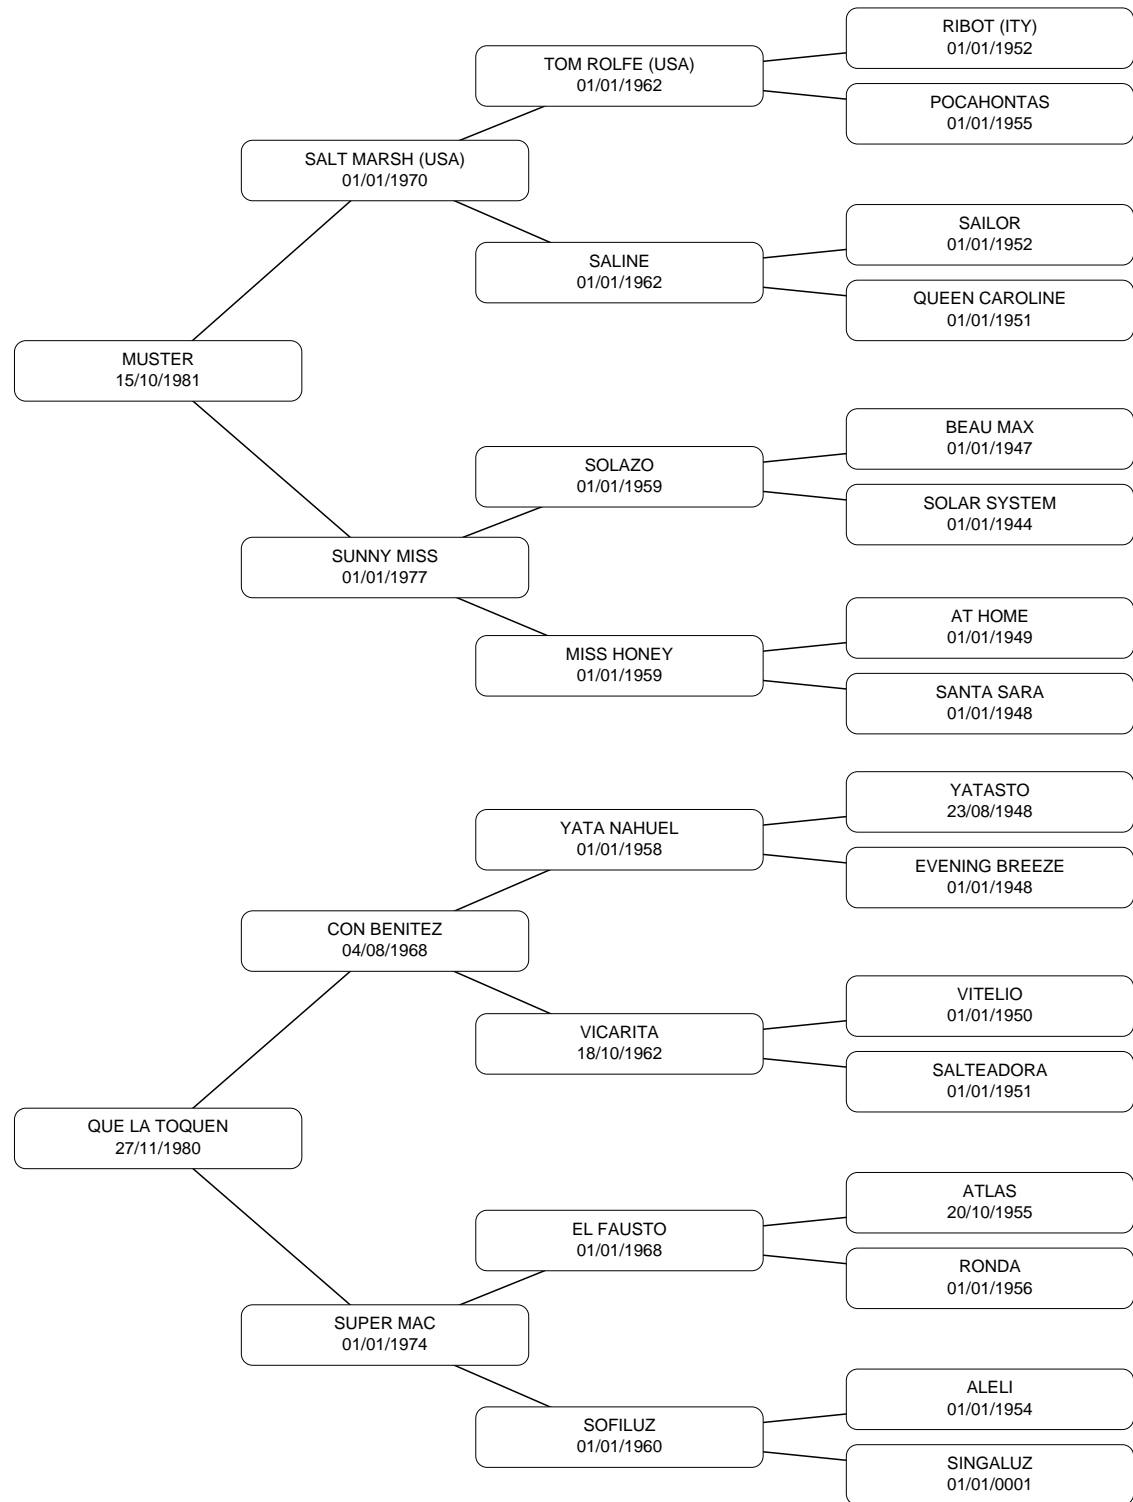 RIBOT (ITY)
01/01/1952
TOM ROLFE (USA)
01/01/1962
POCAHONTAS
01/01/1955
SALT MARSH (USA)
01/01/1970
SAILOR
01/01/1952
SALINE
01/01/1962
QUEEN CAROLINE
01/01/1951
MUSTER
15/10/1981
BEAU MAX
01/01/1947
SOLAZO
01/01/1959
SOLAR SYSTEM
01/01/1944
SUNNY MISS
01/01/1977
AT HOME
01/01/1949
MISS HONEY
01/01/1959
SANTA SARA
01/01/1948
YATASTO
23/08/1948
YATA NAHUEL
01/01/1958
EVENING BREEZE
01/01/1948
CON BENITEZ
04/08/1968
VITELIO
01/01/1950
VICARITA
18/10/1962
SALTEADORA
01/01/1951
QUE LA TOQUEN
27/11/1980
ATLAS
20/10/1955
EL FAUSTO
01/01/1968
RONDA
01/01/1956
SUPER MAC
01/01/1974
ALELI
01/01/1954
SOFILUZ
01/01/1960
SINGALUZ
01/01/0001